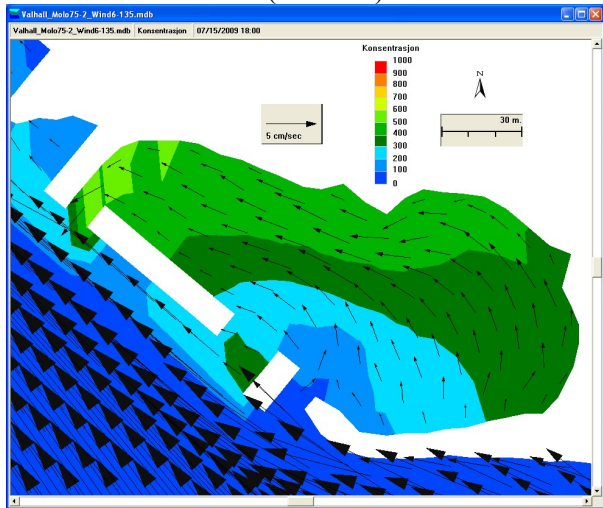 Valhall_Molo75-2_Wind6-135.mdb
Valhall_Molo75-2_Wind6-135.mdb Konsentrasjon 07/15/2009 18:00
Konsentrasjon
1000
900
800
700
600
500
400
300
200
100
0
5 cm/sec
N
30 m.